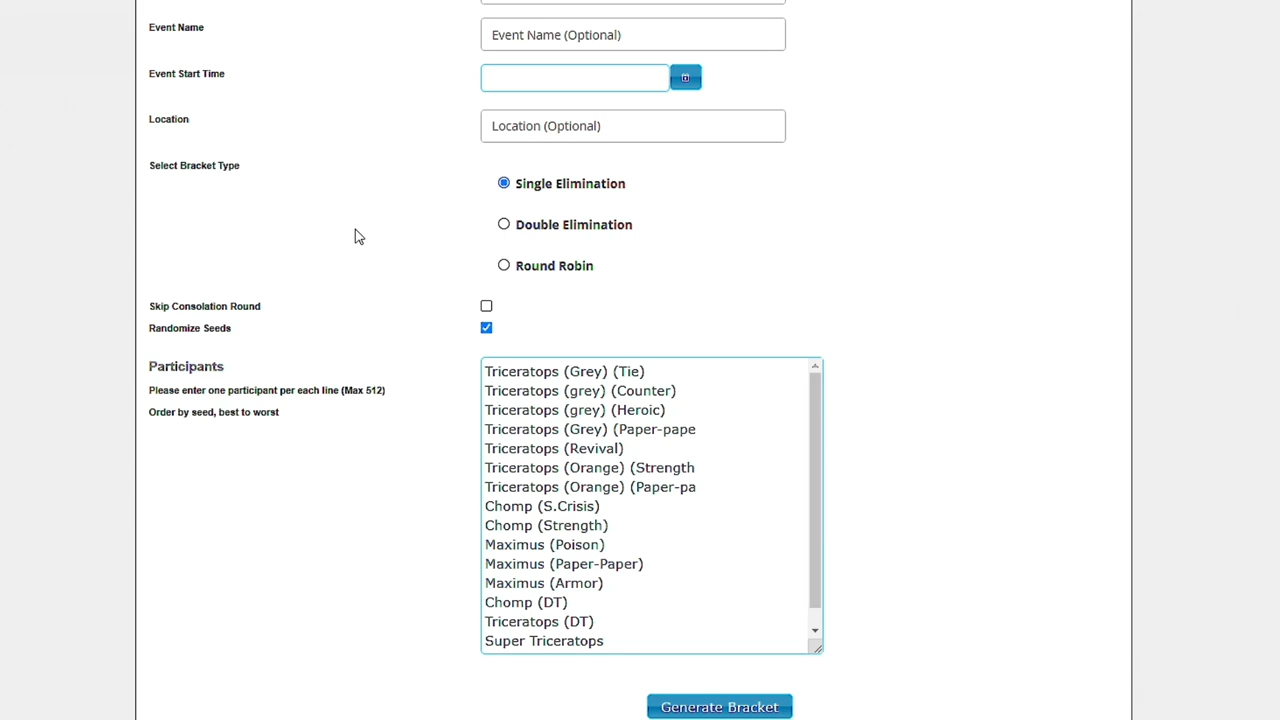 Event Name
Event Name (Optional)
Event Start Time
Location
Location (Optional)
Select Bracket Type
Single Elimination
Double Elimination
Round Robin
Skip Consolation Round
Randomize Seeds
Participants
Please enter one participant per each line (Max 512)
Order by seed, best to worst
Triceratops (Grey) (Tie)
Triceratops (grey) (Counter)
Triceratops (grey) (Heroic)
Triceratops (Grey) (Paper-pape
Triceratops (Revival)
Triceratops (Orange) (Strength
Triceratops (Orange) (Paper-pa
Chomp (S.Crisis)
Chomp (Strength)
Maximus (Poison)
Maximus (Paper-Paper)
Maximus (Armor)
Chomp (DT)
Triceratops (DT)
Super Triceratops
Generate Bracket